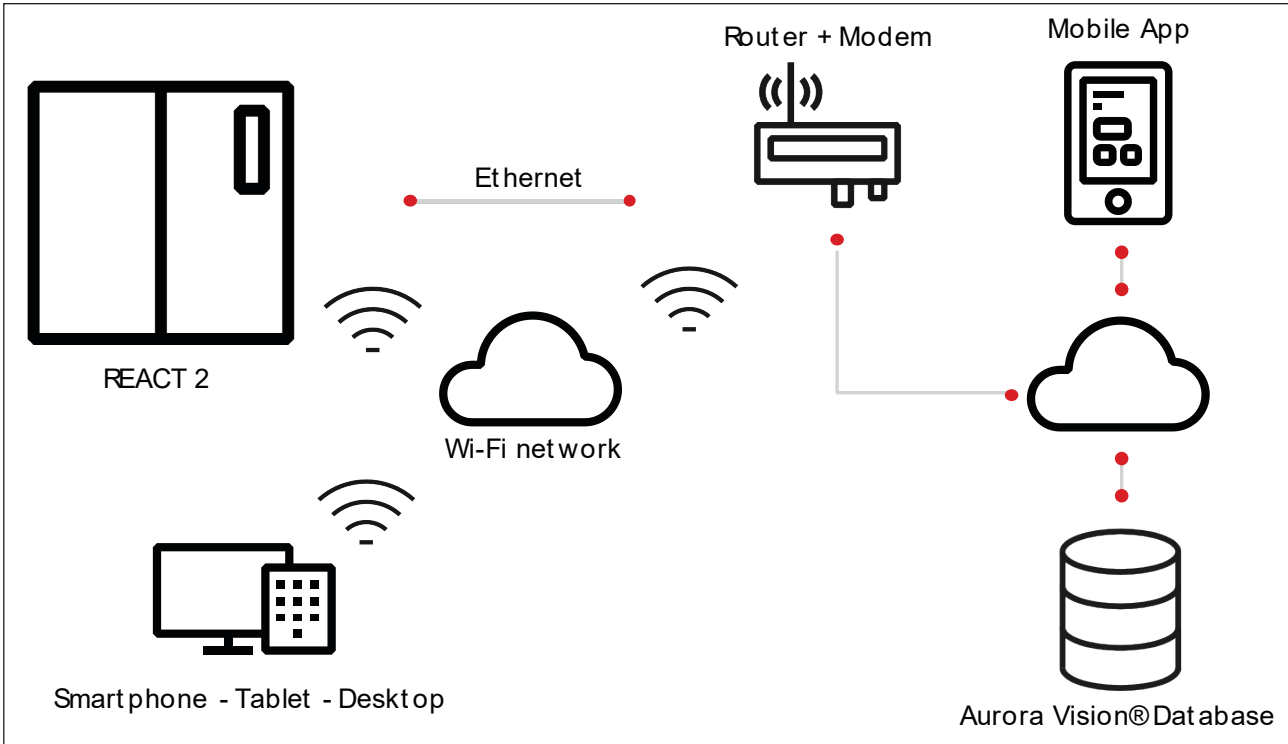 Router + Modem
Mobile App
Ethernet
REACT 2
Wi-Fi network
Smartphone - Tablet - Desktop
Aurora Vision® Database